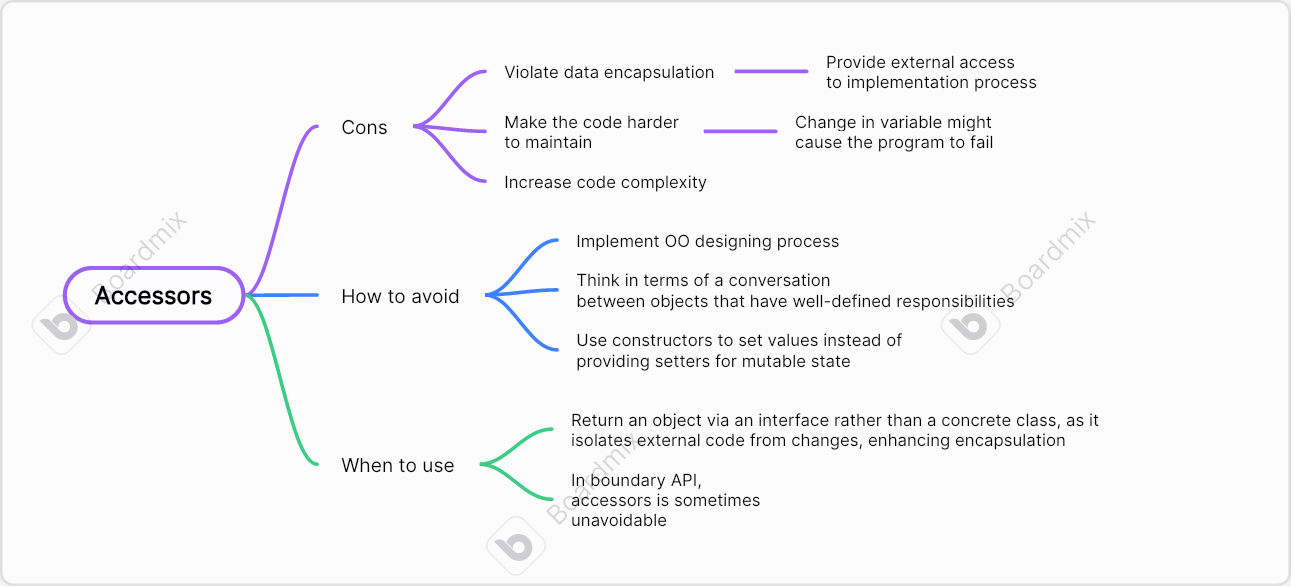 Accessors
Cons
Violate data encapsulation
Provide external access
to implementation process
Make the code harder
to maintain
Change in variable might
cause the program to fail
Increase code complexity
How to avoid
Implement OO designing process
Think in terms of a conversation
between objects that have well-defined responsibilities
Use constructors to set values instead of
providing setters for mutable state
When to use
Return an object via an interface rather than a concrete class, as it
isolates external code from changes, enhancing encapsulation
In boundary API,
accessors is sometimes
unavoidable
Boardmix
Boardmix
Boardmix